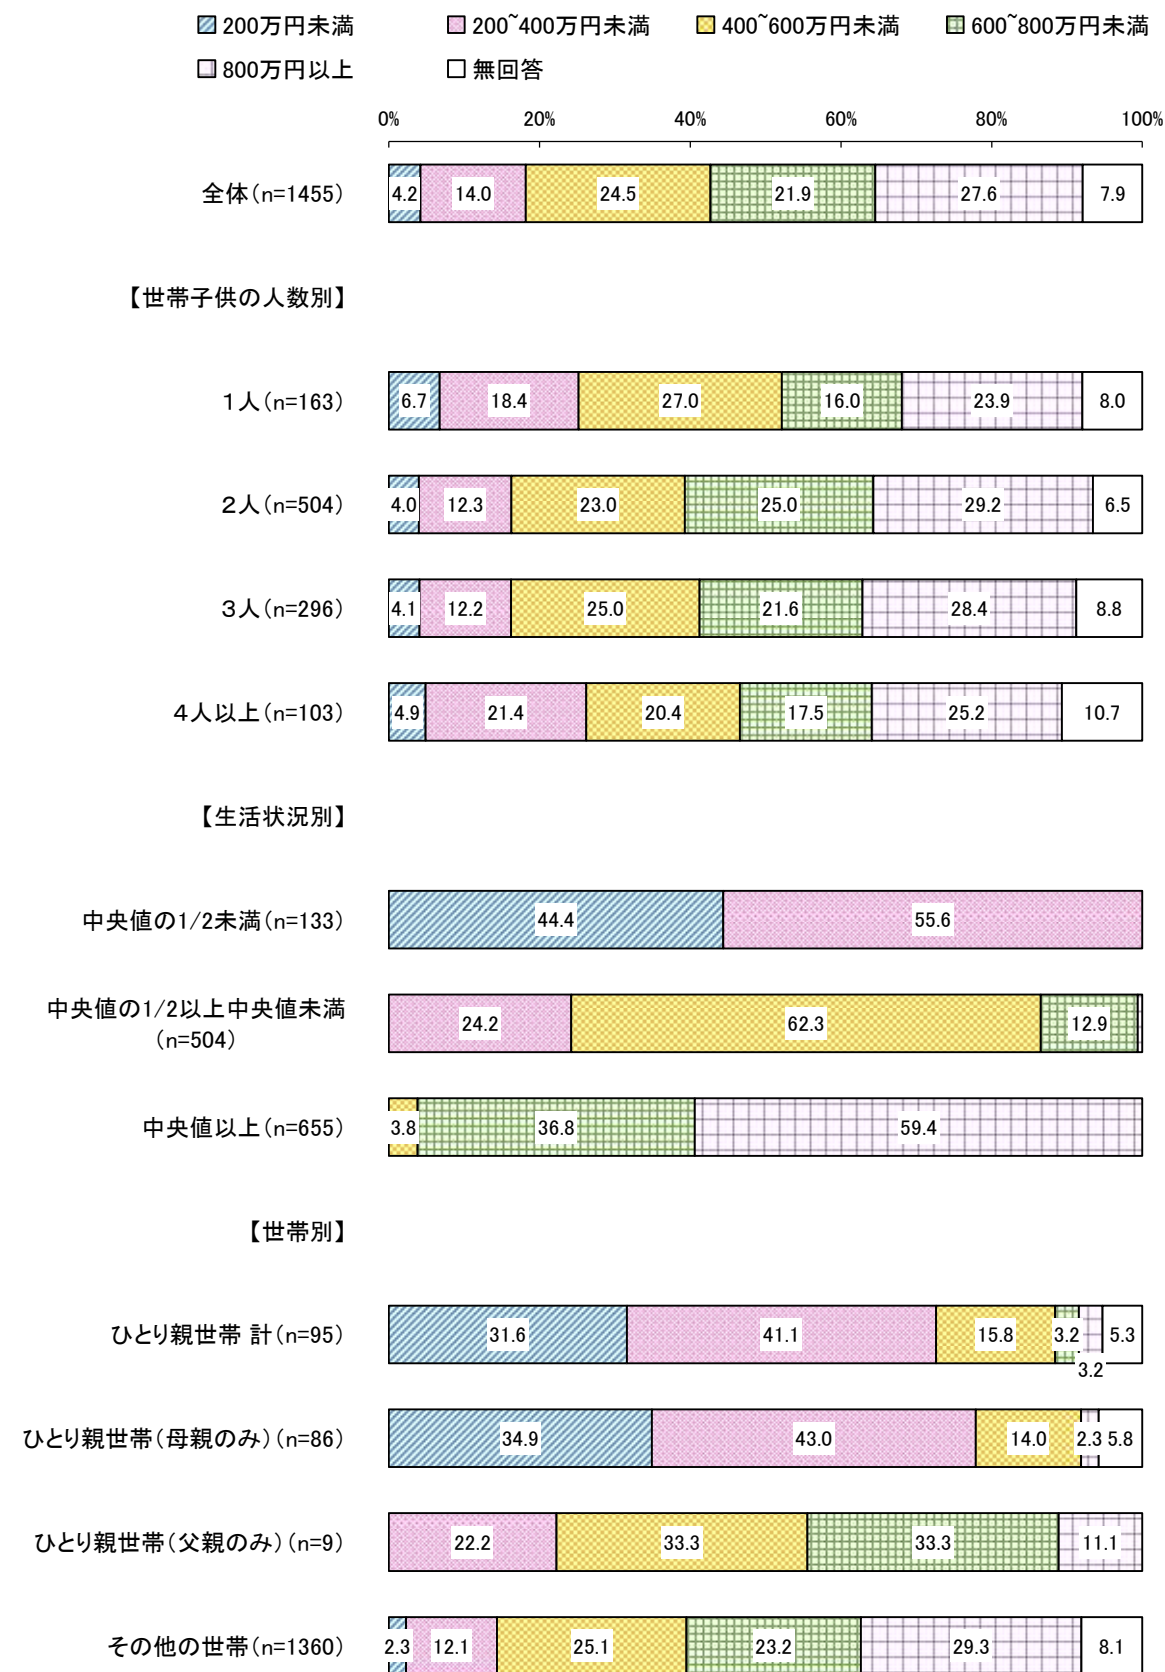 200万円未満 200~400万円未満 400~600万円未満 600~800万円未満
800万円以上 無回答
0% 20% 40% 60% 80% 100%
全体(n=1455) 4.2 14.0 24.5 21.9 27.6 7.9
【世帯子供の人数別】
1人(n=163) 6.7 18.4 27.0 16.0 23.9 8.0
2人(n=504) 4.0 12.3 23.0 25.0 29.2 6.5
3人(n=296) 4.1 12.2 25.0 21.6 28.4 8.8
4人以上(n=103) 4.9 21.4 20.4 17.5 25.2 10.7
【生活状況別】
中央値の1/2未満(n=133) 44.4 55.6
中央値の1/2以上中央値未満
(n=504) 24.2 62.3 12.9
中央値以上(n=655) 3.8 36.8 59.4
【世帯別】
ひとり親世帯 計(n=95) 31.6 41.1 15.8 3.2 3.2 5.3
ひとり親世帯(母親のみ)(n=86) 34.9 43.0 14.0 2.3 5.8
ひとり親世帯(父親のみ)(n=9) 22.2 33.3 33.3 11.1
その他の世帯(n=1360) 2.3 12.1 25.1 23.2 29.3 8.1